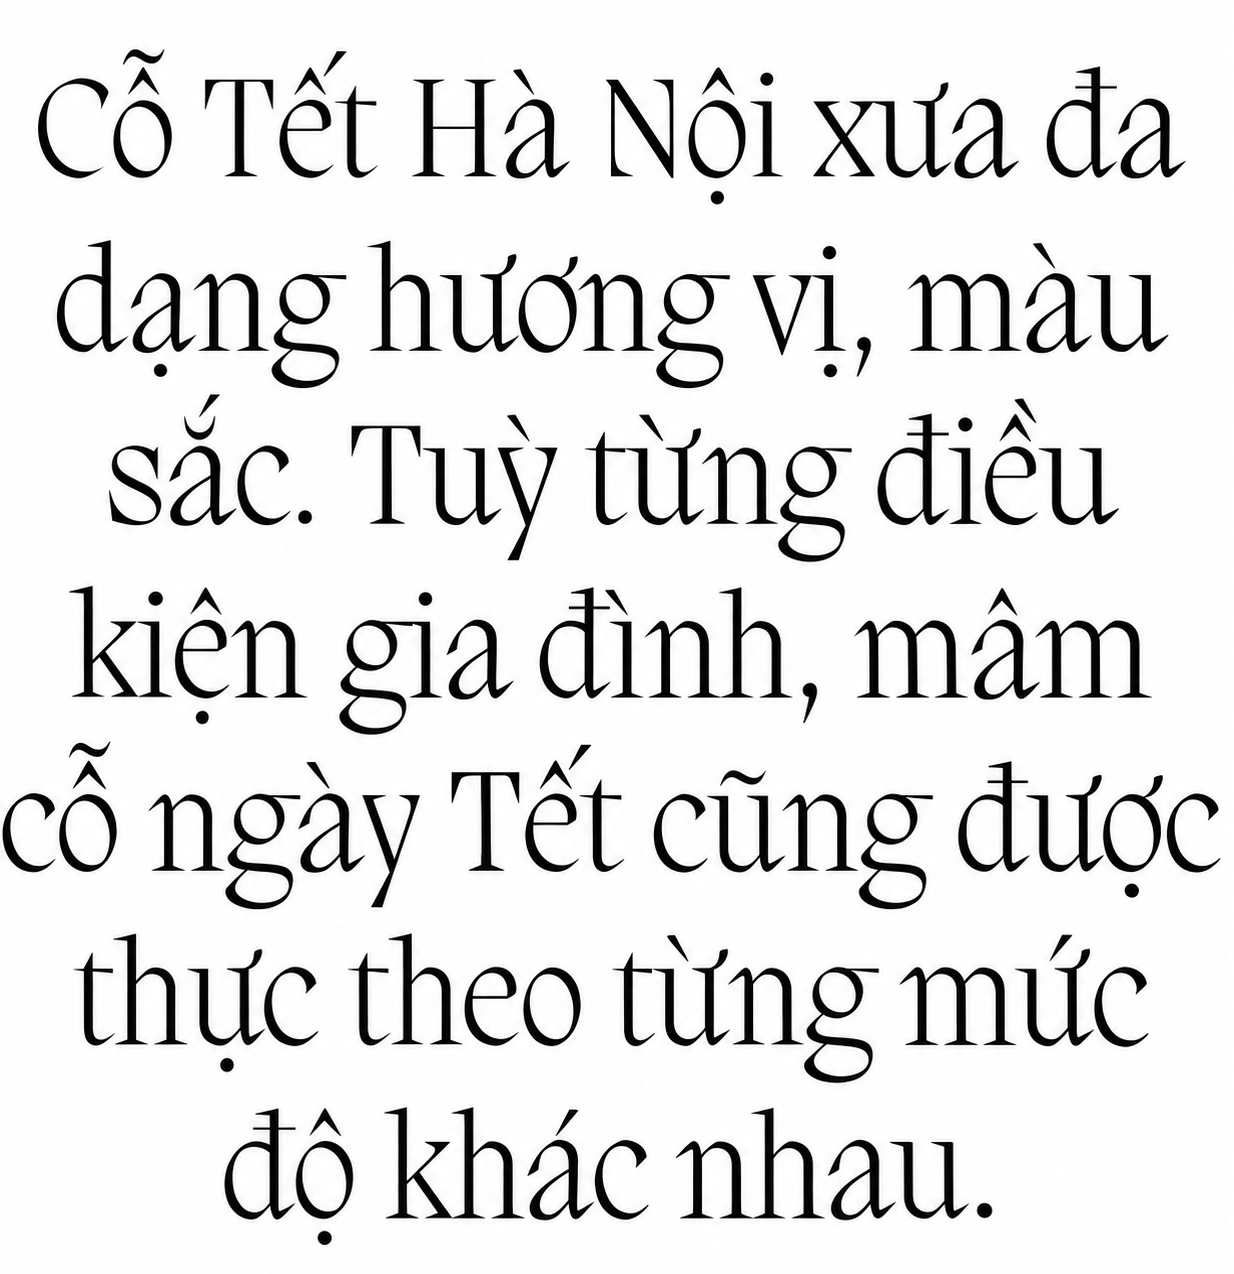 Cỗ Tết Hà Nội xưa đa
dạng hương vị, màu
sắc. Tuỳ từng điều
kiện gia đình, mâm
cỗ ngày Tết cũng được
thực theo từng mức
độ khác nhau.